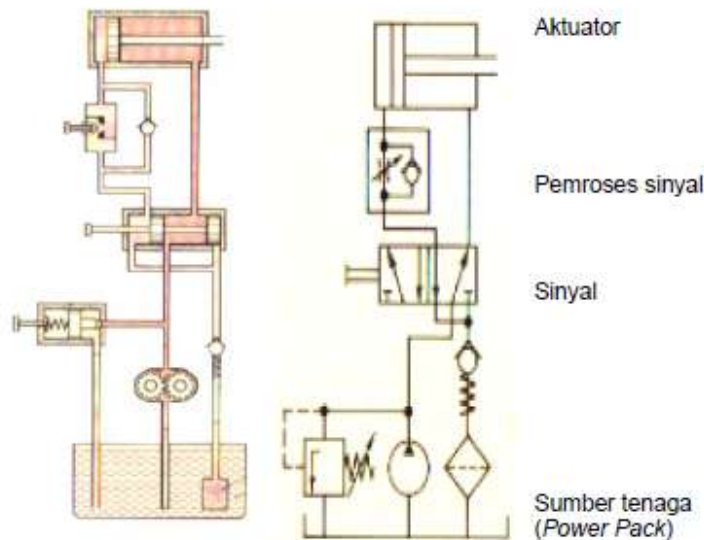 Aktuator
Pemroses sinyal
Sinyal
Sumber tenaga
(Power Pack)